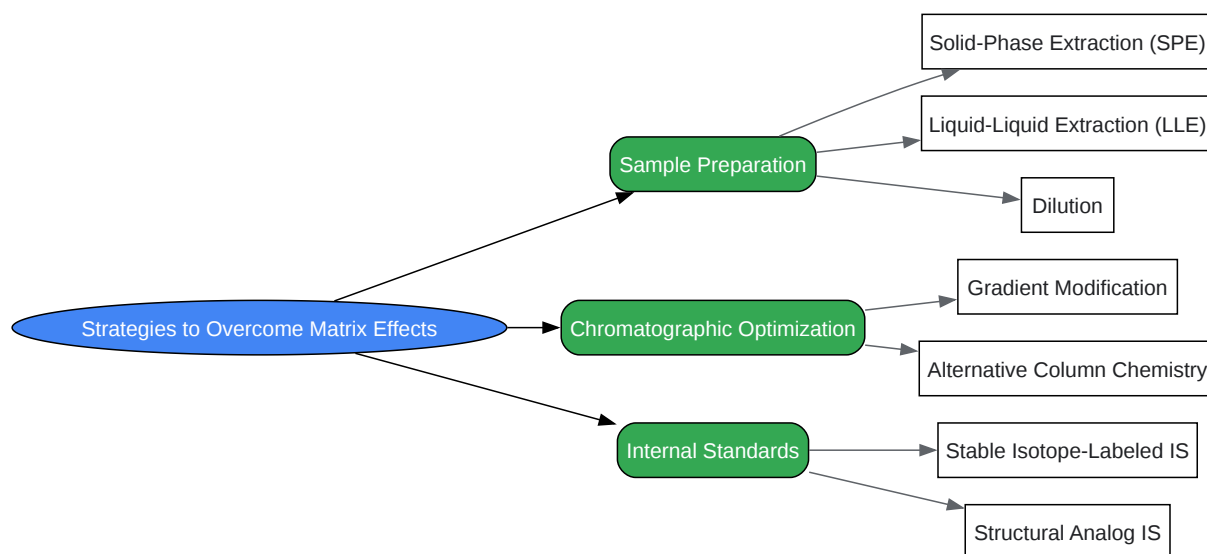 Strategies to Overcome Matrix Effects
Sample Preparation
Solid-Phase Extraction (SPE)
Liquid-Liquid Extraction (LLE)
Dilution
Chromatographic Optimization
Gradient Modification
Alternative Column Chemistry
Internal Standards
Stable Isotope-Labeled IS
Structural Analog IS